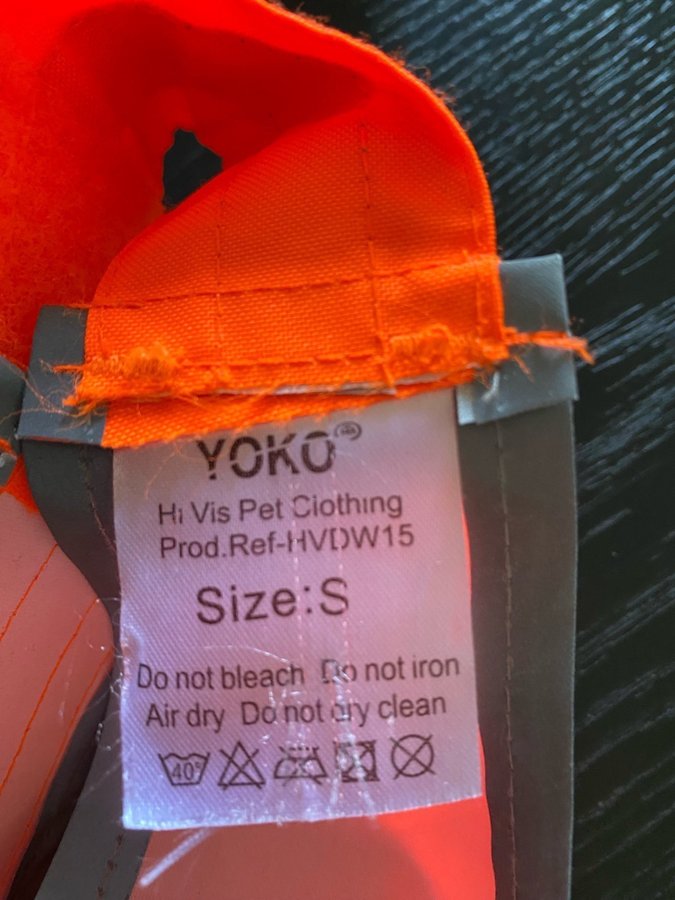 YOKO
Hi Vis Pet Clothing
Prod.Ref-HVDW15
Size:S
Do not bleach Do not iron
Air dry Do not dry clean
40°